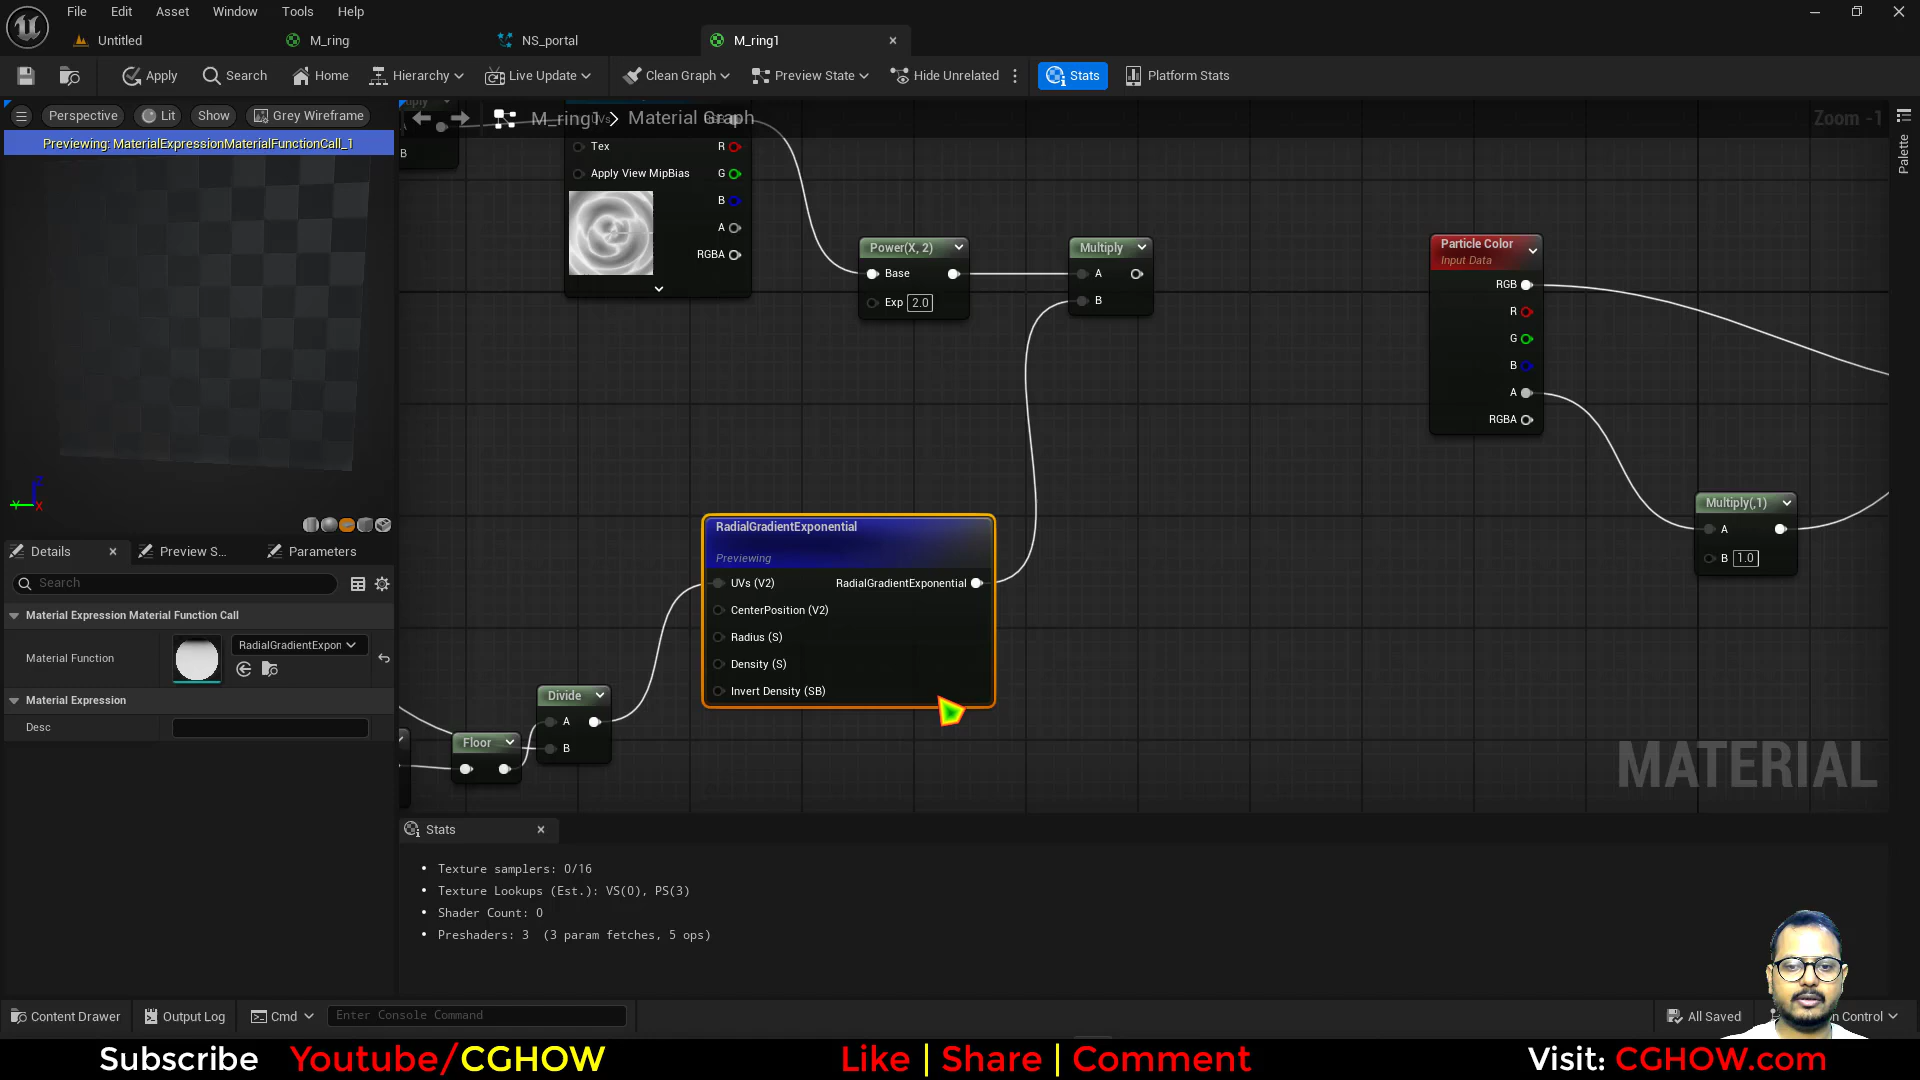 File Edit Asset Window Tools Help
Untitled M_ring NS_portal M_ring1
Apply Search Home Hierarchy Live Update Clean Graph Preview State Hide Unrelated Stats Platform Stats
Perspective Lit Show Grey Wireframe
Previewing: MaterialExpressionMaterialFunctionCall_1
M_ring1 > Material Graph
Zoom -1
Palette
B
Tex R
Apply View MipBias G
B
A
RGBA
Power(X, 2)
Base
Exp 2.0
Multiply
A
B
Particle Color
Input Data
RGB
R
G
B
A
RGBA
Multiply(,1)
A
B 1.0
RadialGradientExponential
Previewing
UVs (V2) RadialGradientExponential
CenterPosition (V2)
Radius (S)
Density (S)
Invert Density (SB)
Divide
A
B
Floor
MATERIAL
Z
Y X
Details Preview S... Parameters
Search
Material Expression Material Function Call
Material Function RadialGradientExpon
Material Expression
Desc
Stats
• Texture samplers: 0/16
• Texture Lookups (Est.): VS(0), PS(3)
• Shader Count: 0
• Preshaders: 3 (3 param fetches, 5 ops)
Content Drawer Output Log Cmd Enter Console Command All Saved n Control
Subscribe Youtube/CGHOW Like | Share | Comment Visit: CGHOW.com